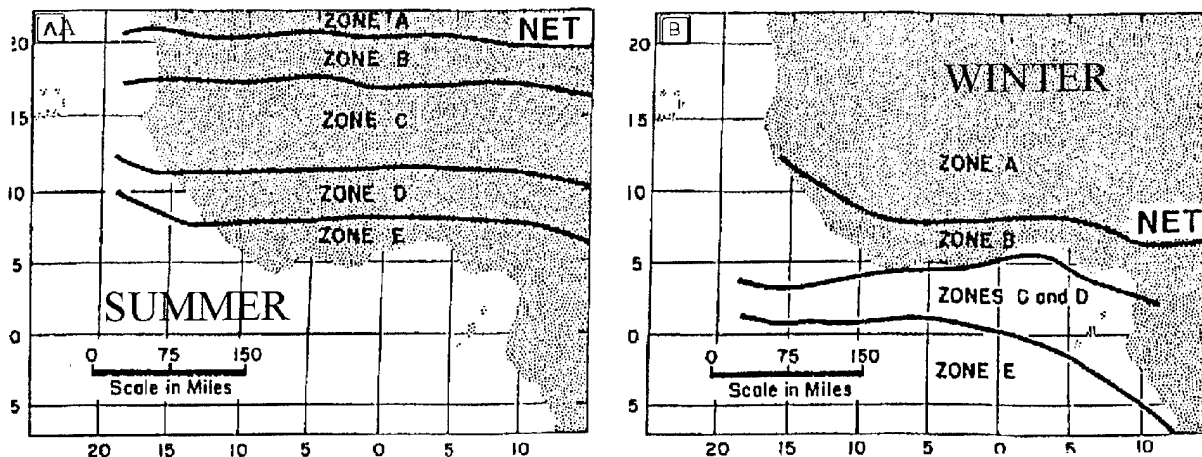 A A
ZONE A
NET
20
ZONE B
15
ZONE C
10
ZONE D
ZONE E
5
SUMMER
0
0 75 150
Scale in Miles
5
20 15 10 5 0 5 10
B
20
WINTER
15
ZONE A
10
NET
ZONE B
5
ZONES C and D
0
0 75 150
ZONE E
Scale in Miles
5
20 15 10 5 0 5 10